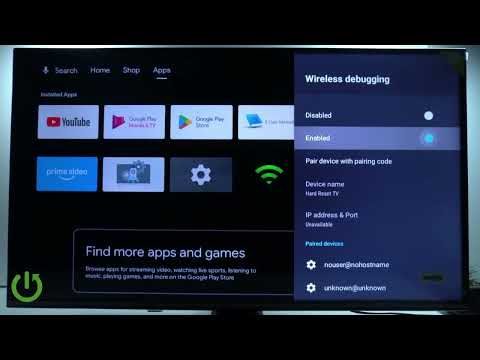 Search Home Shop Apps
Installed Apps
YouTube
Google Play
Movies & TV
Google Play
Store
prime video
Find more apps and games
Browse apps for streaming video, watching live sports, listening to
music, playing games, and more on the Google Play Store
Wireless debugging
Disabled
Enabled
Pair device with pairing code
Device name
Hard Reset TV
IP address & Port
Unavailable
Paired devices
nouser@nohostname
unknown@unknown